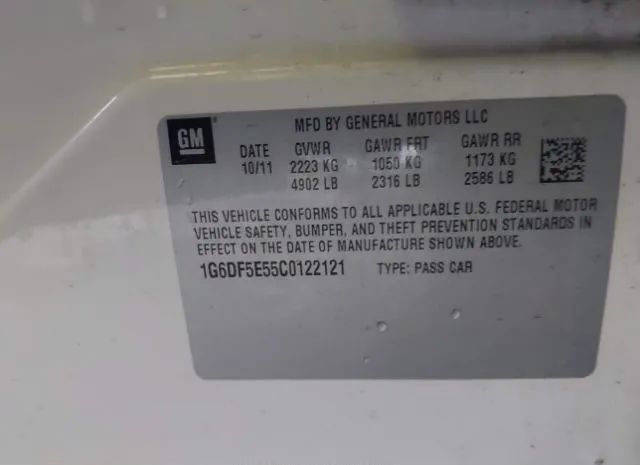 GM
MFD BY GENERAL MOTORS LLC
DATE GVWR GAWR FRT GAWR RR
10/11 2223 KG 1050 KG 1173 KG
4902 LB 2316 LB 2586 LB
THIS VEHICLE CONFORMS TO ALL APPLICABLE U.S. FEDERAL MOTOR
VEHICLE SAFETY, BUMPER, AND THEFT PREVENTION STANDARDS IN
EFFECT ON THE DATE OF MANUFACTURE SHOWN ABOVE.
1G6DF5E55C0122121 TYPE: PASS CAR